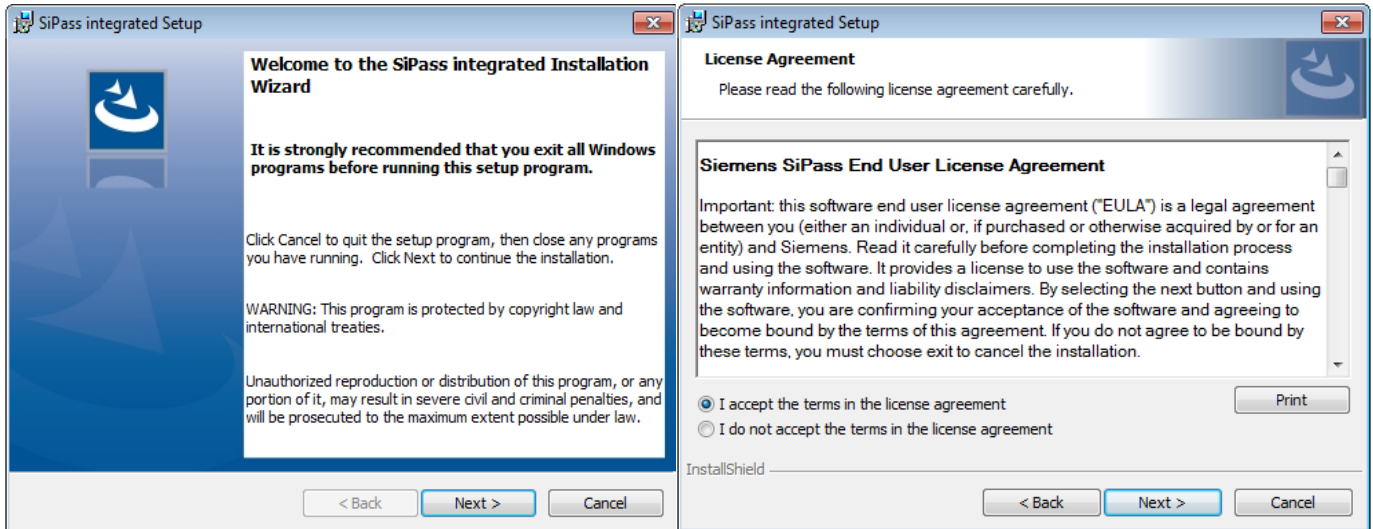 SiPass integrated Setup
Welcome to the SiPass integrated Installation
Wizard
It is strongly recommended that you exit all Windows
programs before running this setup program.
Click Cancel to quit the setup program, then close any programs
you have running.  Click Next to continue the installation.
WARNING: This program is protected by copyright law and
international treaties.
Unauthorized reproduction or distribution of this program, or any
portion of it, may result in severe civil and criminal penalties, and
will be prosecuted to the maximum extent possible under law.
< Back
Next >
Cancel
SiPass integrated Setup
License Agreement
Please read the following license agreement carefully.
Siemens SiPass End User License Agreement
Important: this software end user license agreement ("EULA") is a legal agreement
between you (either an individual or, if purchased or otherwise acquired by or for an
entity) and Siemens. Read it carefully before completing the installation process
and using the software. It provides a license to use the software and contains
warranty information and liability disclaimers. By selecting the next button and using
the software, you are confirming your acceptance of the software and agreeing to
become bound by the terms of this agreement. If you do not agree to be bound by
these terms, you must choose exit to cancel the installation.
I accept the terms in the license agreement
Print
I do not accept the terms in the license agreement
InstallShield
< Back
Next >
Cancel